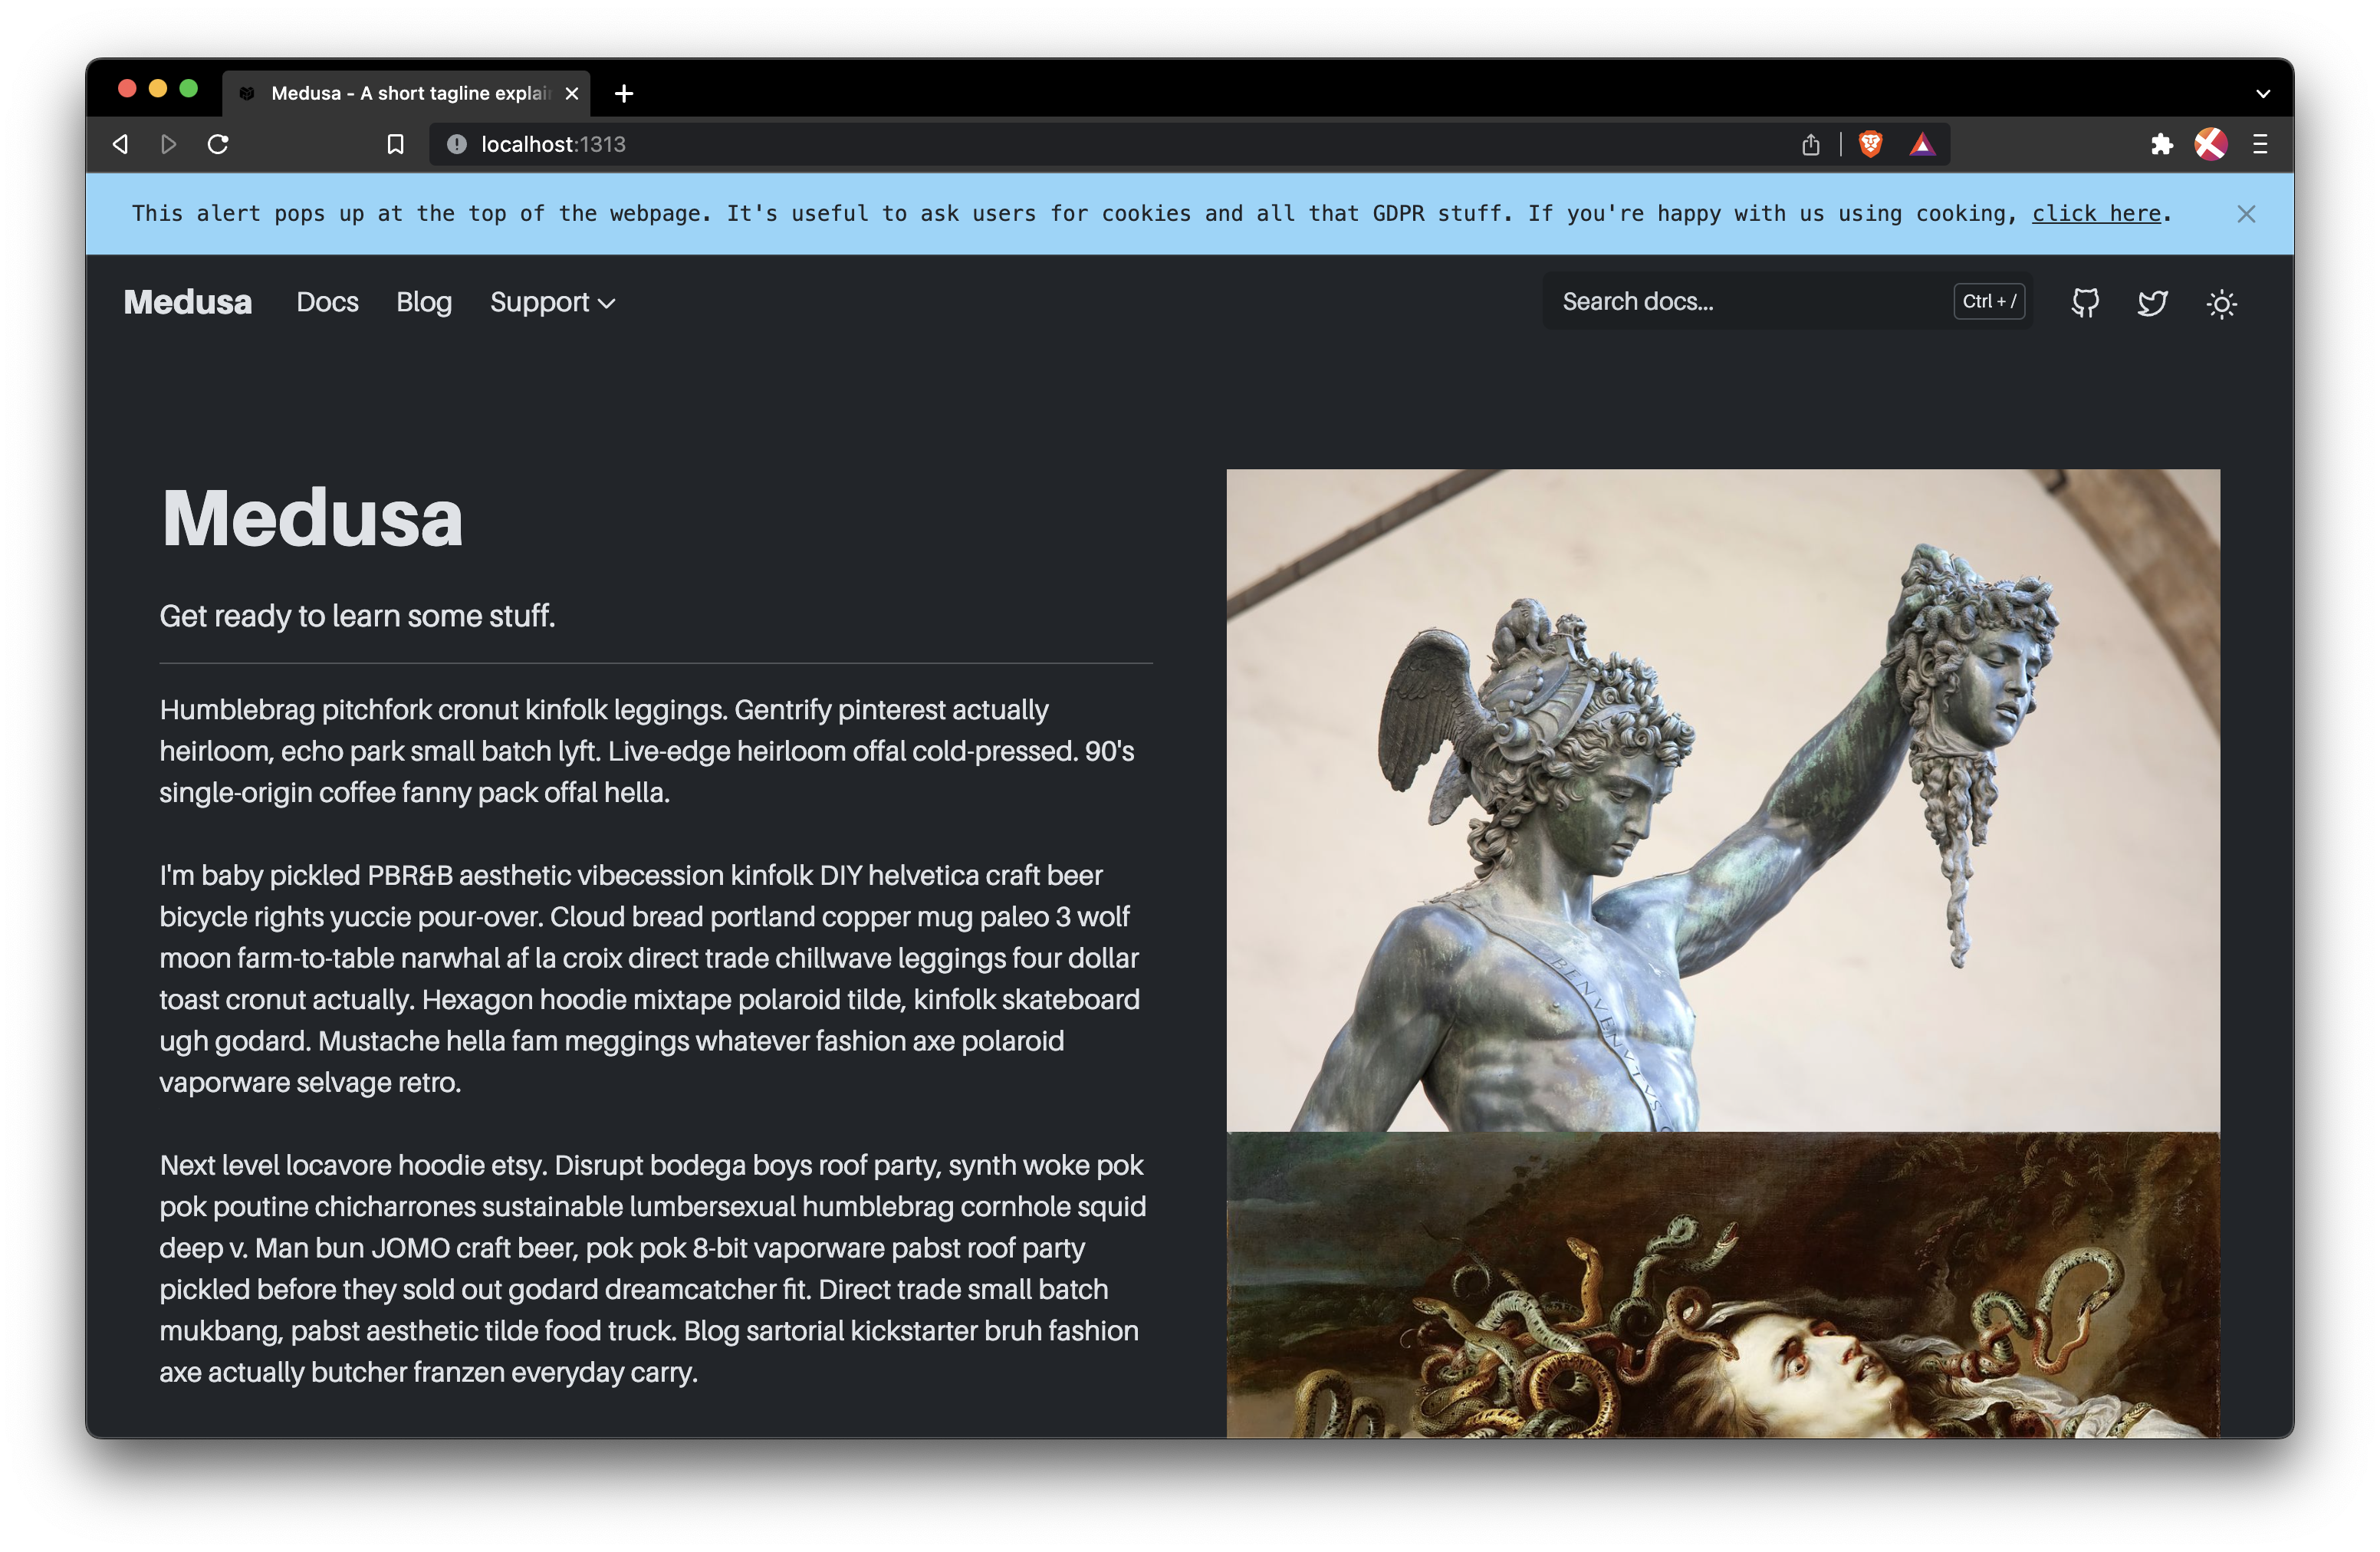 Medusa - A short tagline explai
localhost:1313
This alert pops up at the top of the webpage. It's useful to ask users for cookies and all that GDPR stuff. If you're happy with us using cooking, click here.
Medusa Docs Blog Support Search docs... Ctrl + /
Medusa
Get ready to learn some stuff.
Humblebrag pitchfork cronut kinfolk leggings. Gentrify pinterest actually
heirloom, echo park small batch lyft. Live-edge heirloom offal cold-pressed. 90's
single-origin coffee fanny pack offal hella.
I'm baby pickled PBR&B aesthetic vibecession kinfolk DIY helvetica craft beer
bicycle rights yuccie pour-over. Cloud bread portland copper mug paleo 3 wolf
moon farm-to-table narwhal af la croix direct trade chillwave leggings four dollar
toast cronut actually. Hexagon hoodie mixtape polaroid tilde, kinfolk skateboard
ugh godard. Mustache hella fam meggings whatever fashion axe polaroid
vaporware selvage retro.
Next level locavore hoodie etsy. Disrupt bodega boys roof party, synth woke pok
pok poutine chicharrones sustainable lumbersexual humblebrag cornhole squid
deep v. Man bun JOMO craft beer, pok pok 8-bit vaporware pabst roof party
pickled before they sold out godard dreamcatcher fit. Direct trade small batch
mukbang, pabst aesthetic tilde food truck. Blog sartorial kickstarter bruh fashion
axe actually butcher franzen everyday carry.
BENVENVTVS